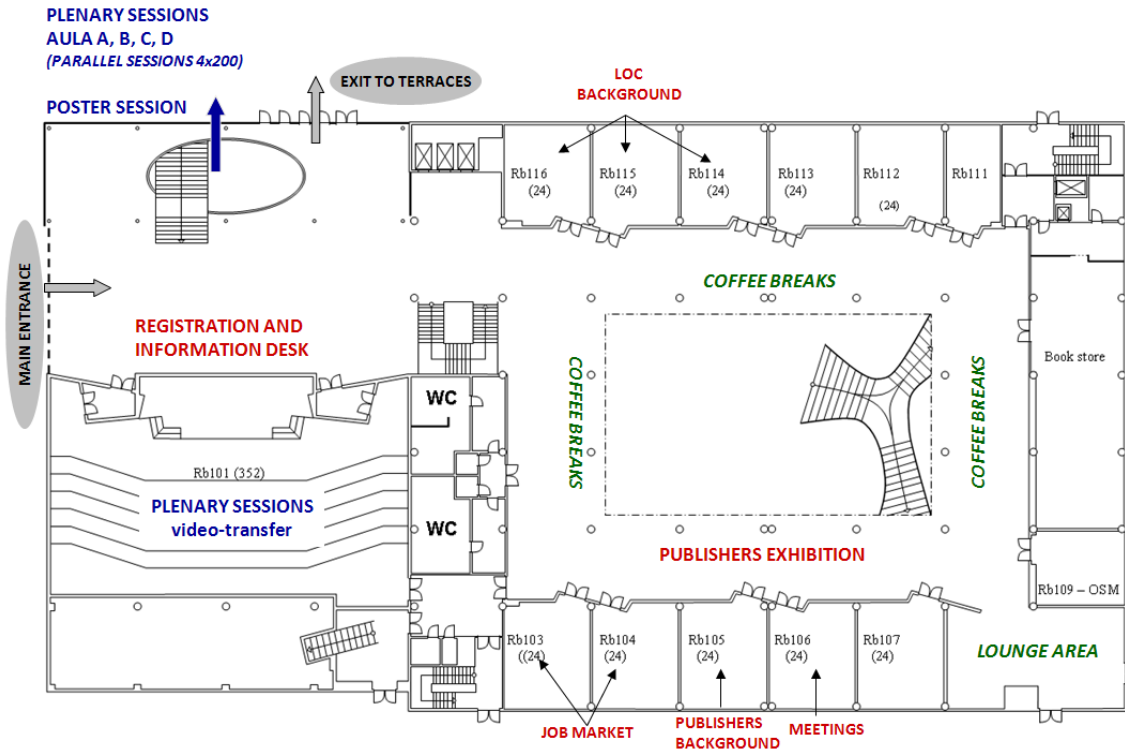 PLENARY SESSIONS
AULA A, B, C, D
(PARALLEL SESSIONS 4x200)
POSTER SESSION
EXIT TO TERRACES
LOC
BACKGROUND
Rb116
(24)
Rb115
(24)
Rb114
(24)
Rb113
(24)
Rb112
(24)
Rb111
MAIN ENTRANCE
COFFEE BREAKS
REGISTRATION AND
INFORMATION DESK
COFFEE BREAKS
COFFEE BREAKS
Book store
WC
Rb101 (352)
PLENARY SESSIONS
video-transfer
WC
PUBLISHERS EXHIBITION
Rb109 – OSM
Rb103
((24)
Rb104
(24)
Rb105
(24)
Rb106
(24)
Rb107
(24)
LOUNGE AREA
JOB MARKET
PUBLISHERS
BACKGROUND
MEETINGS